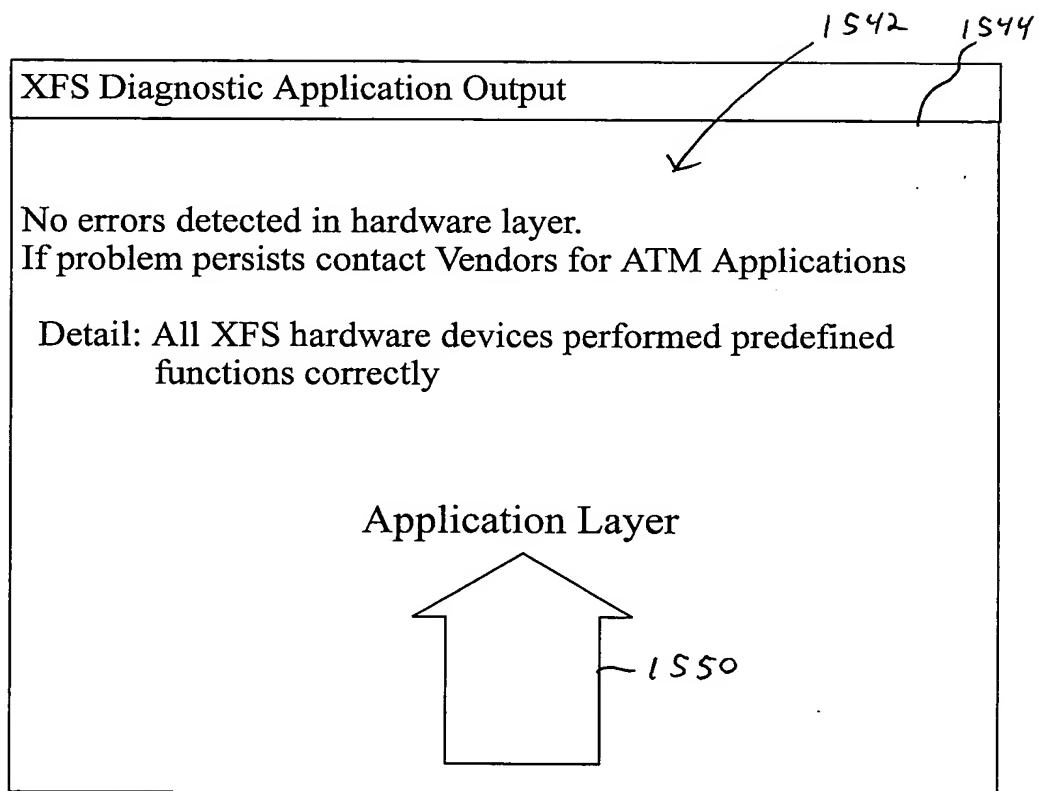 1542 1544
XFS Diagnostic Application Output
No errors detected in hardware layer.
If problem persists contact Vendors for ATM Applications
Detail: All XFS hardware devices performed predefined
functions correctly
Application Layer
1550